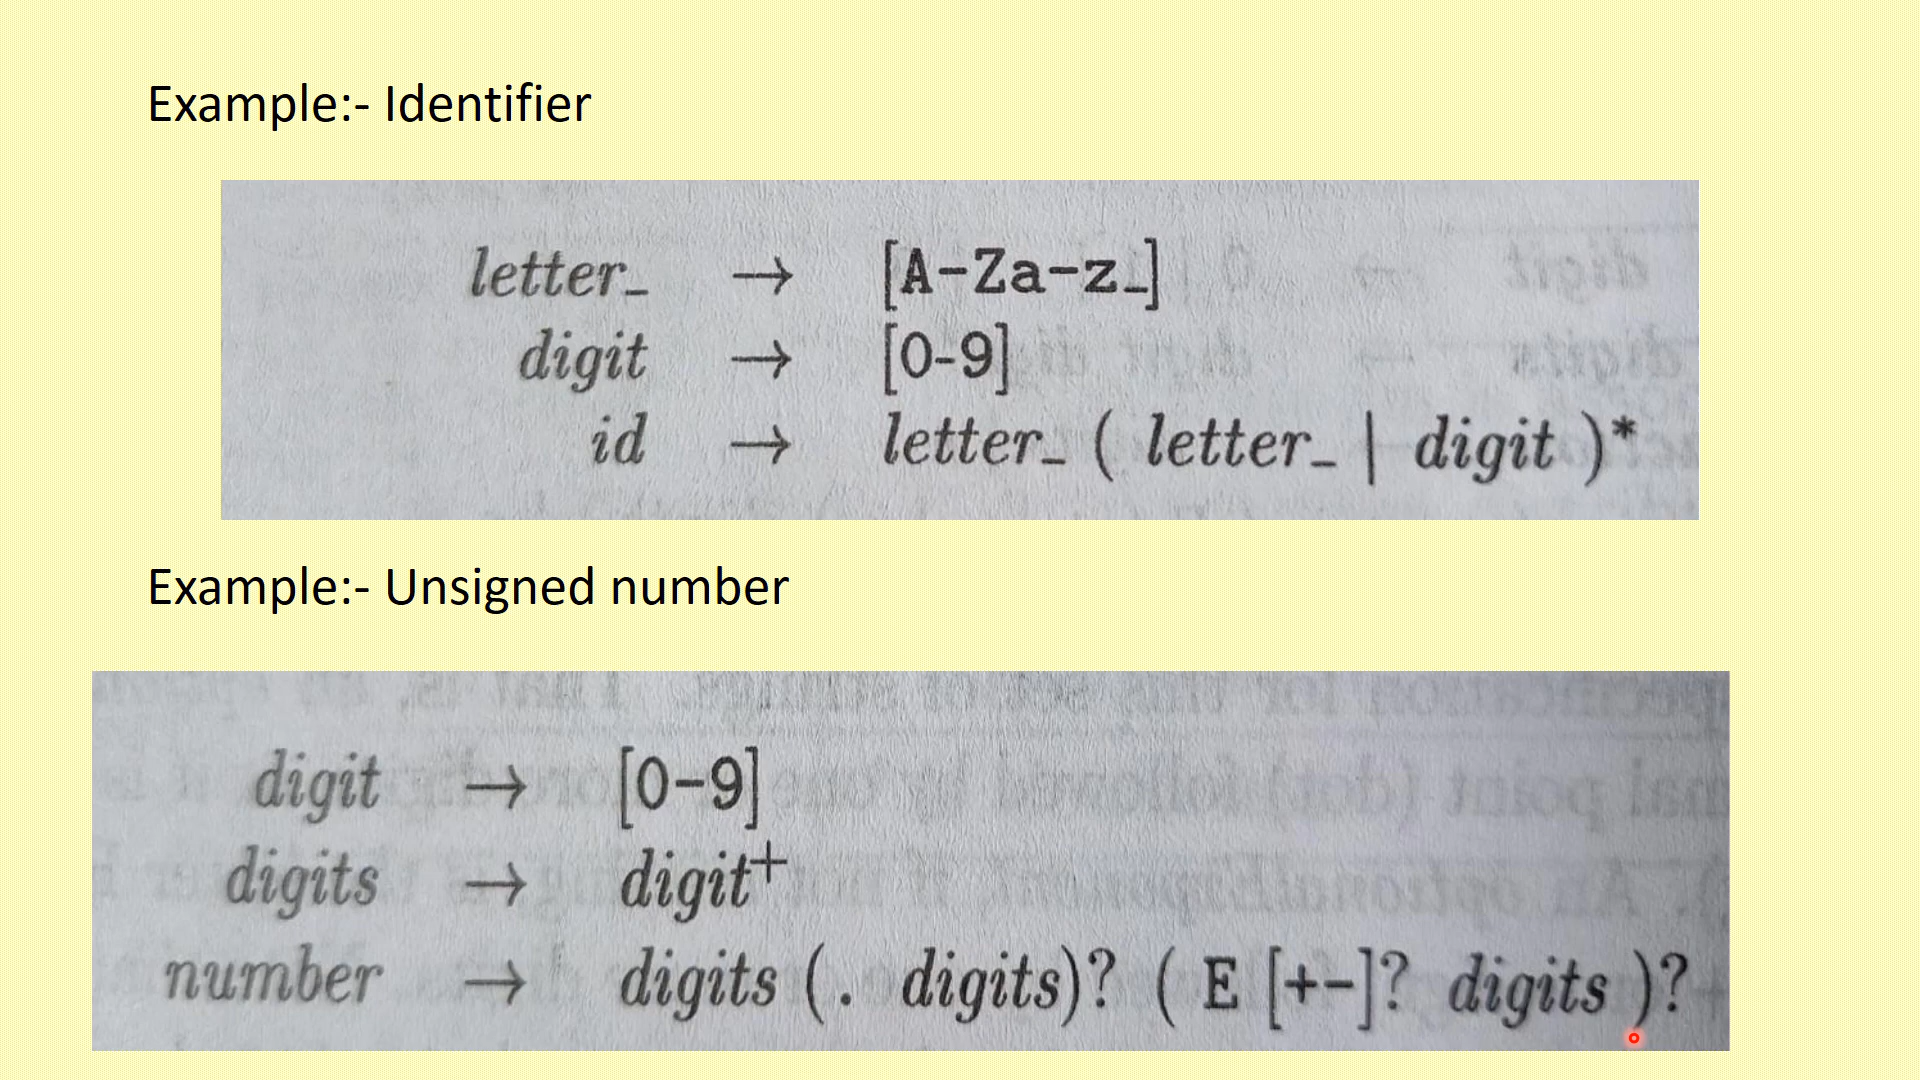 Example:- Identifier
letter_ → [A-Za-z_]
digit → [0-9]
id → letter_ ( letter_ | digit )*
Example:- Unsigned number
digit → [0-9]
digits → digit⁺
number → digits (. digits)? ( E [+-]? digits )?